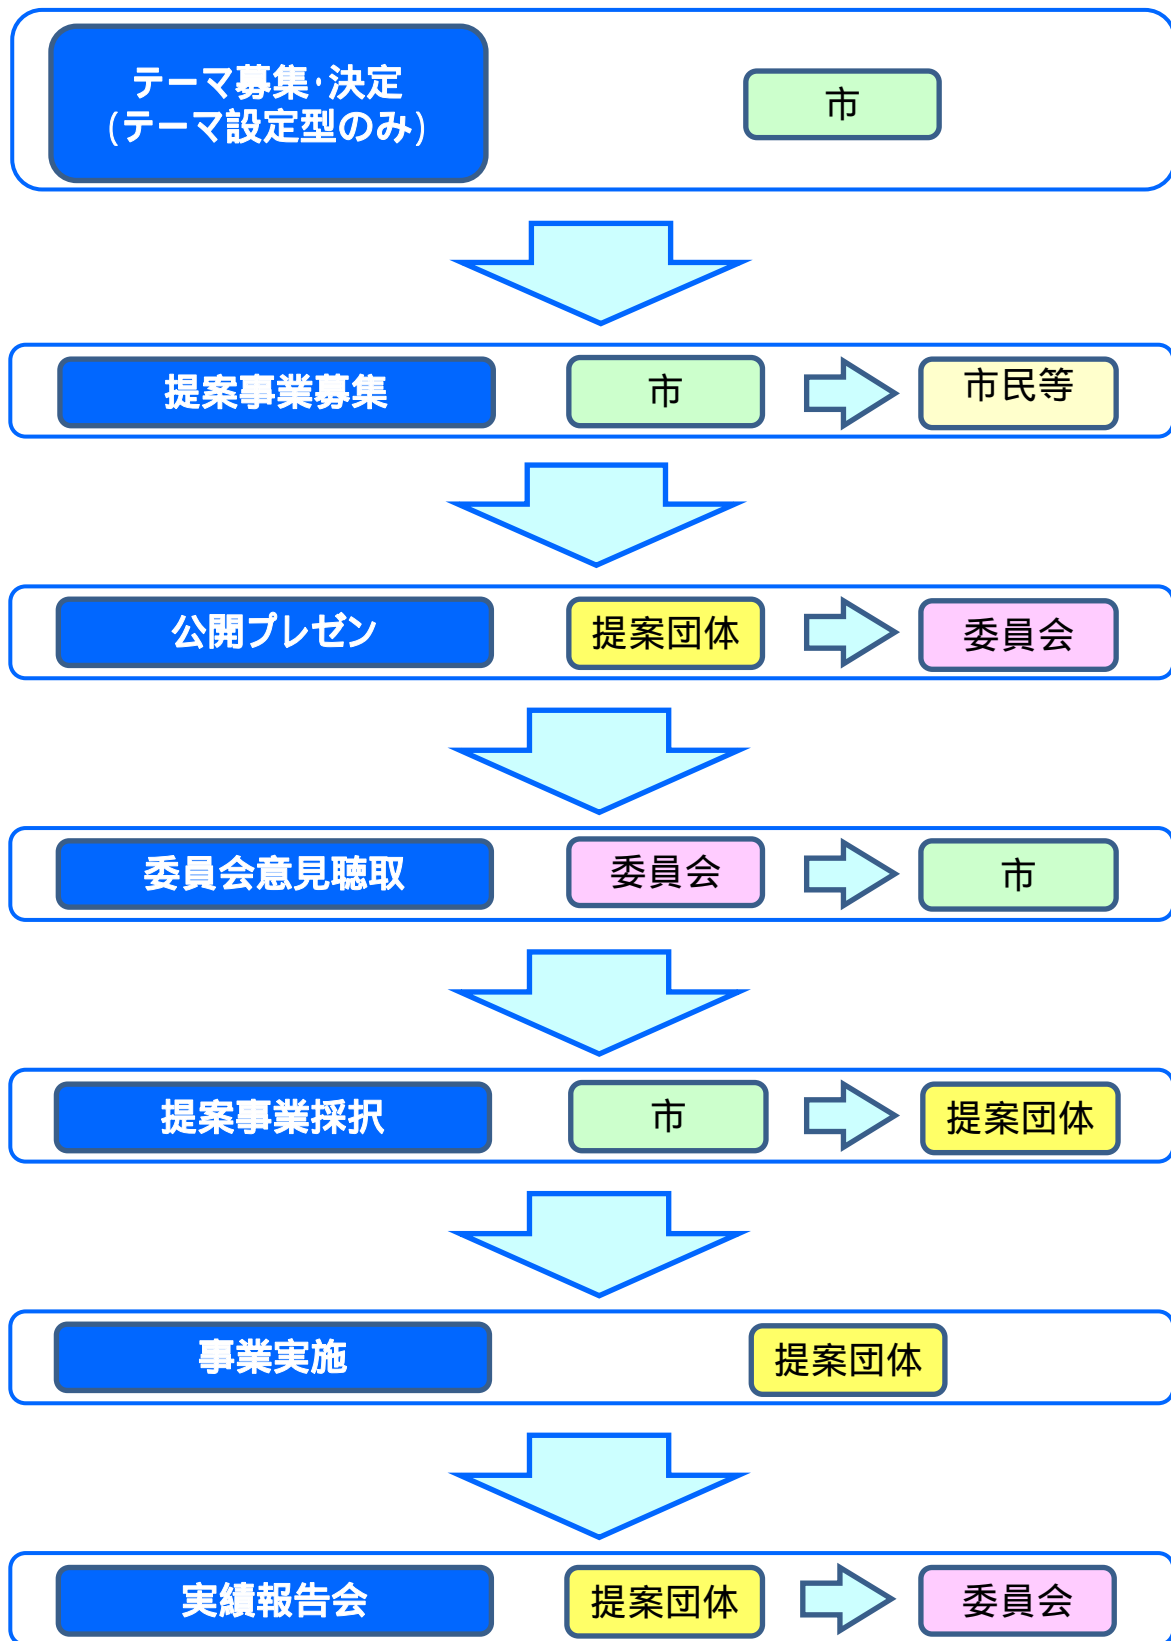 テーマ募集・決定
(テーマ設定型のみ)
市
提案事業募集
市
市民等
公開プレゼン
提案団体
委員会
委員会意見聴取
委員会
市
提案事業採択
市
提案団体
事業実施
提案団体
実績報告会
提案団体
委員会